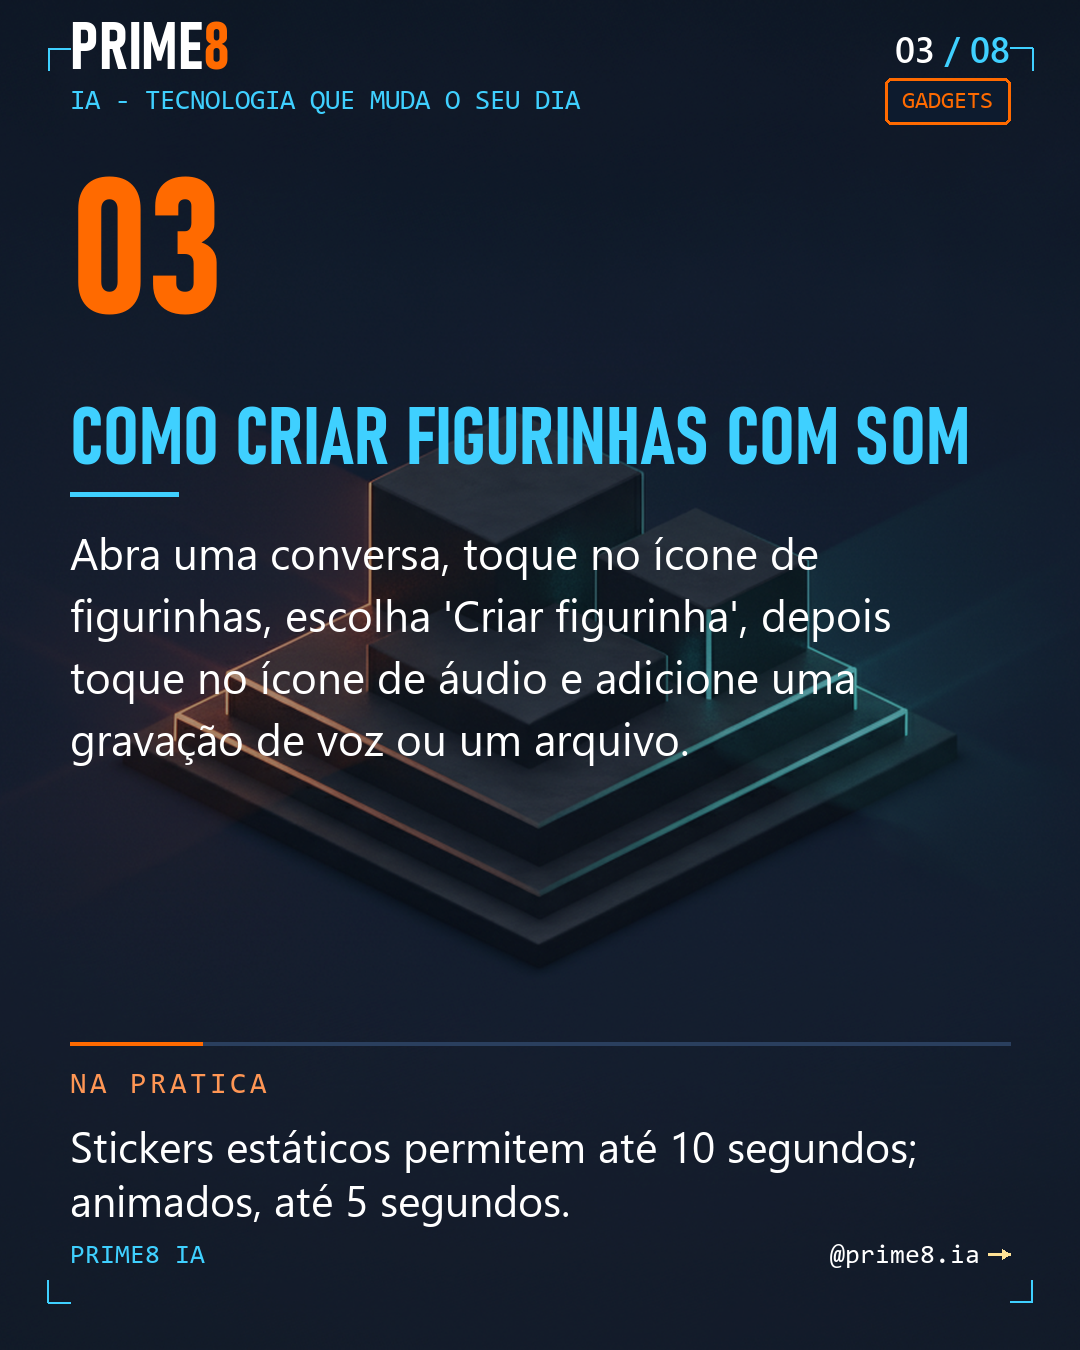 PRIME8
03 / 08
IA - TECNOLOGIA QUE MUDA O SEU DIA
GADGETS
03
COMO CRIAR FIGURINHAS COM SOM
Abra uma conversa, toque no ícone de
figurinhas, escolha 'Criar figurinha', depois
toque no ícone de áudio e adicione uma
gravação de voz ou um arquivo.
NA PRATICA
Stickers estáticos permitem até 10 segundos;
animados, até 5 segundos.
PRIME8 IA
@prime8.ia